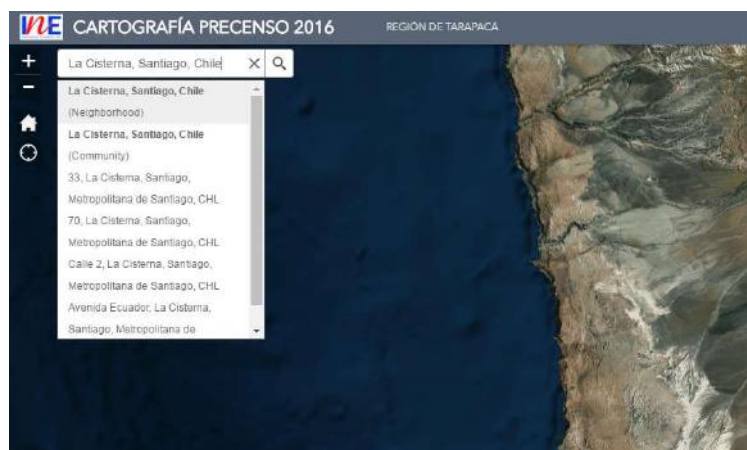 INE CARTOGRAFÍA PRECENSO 2016 REGIÓN DE TARAPACA
La Cisterna, Santiago, Chile
La Cisterna, Santiago, Chile
(Neighborhood)
La Cisterna, Santiago, Chile
(Community)
33, La Cisterna, Santiago,
Metropolitana de Santiago, CHL
70, La Cisterna, Santiago,
Metropolitana de Santiago, CHL
Calle 2, La Cisterna, Santiago,
Metropolitana de Santiago, CHL
Avenida Ecuador, La Cisterna,
Santiago, Metropolitana de